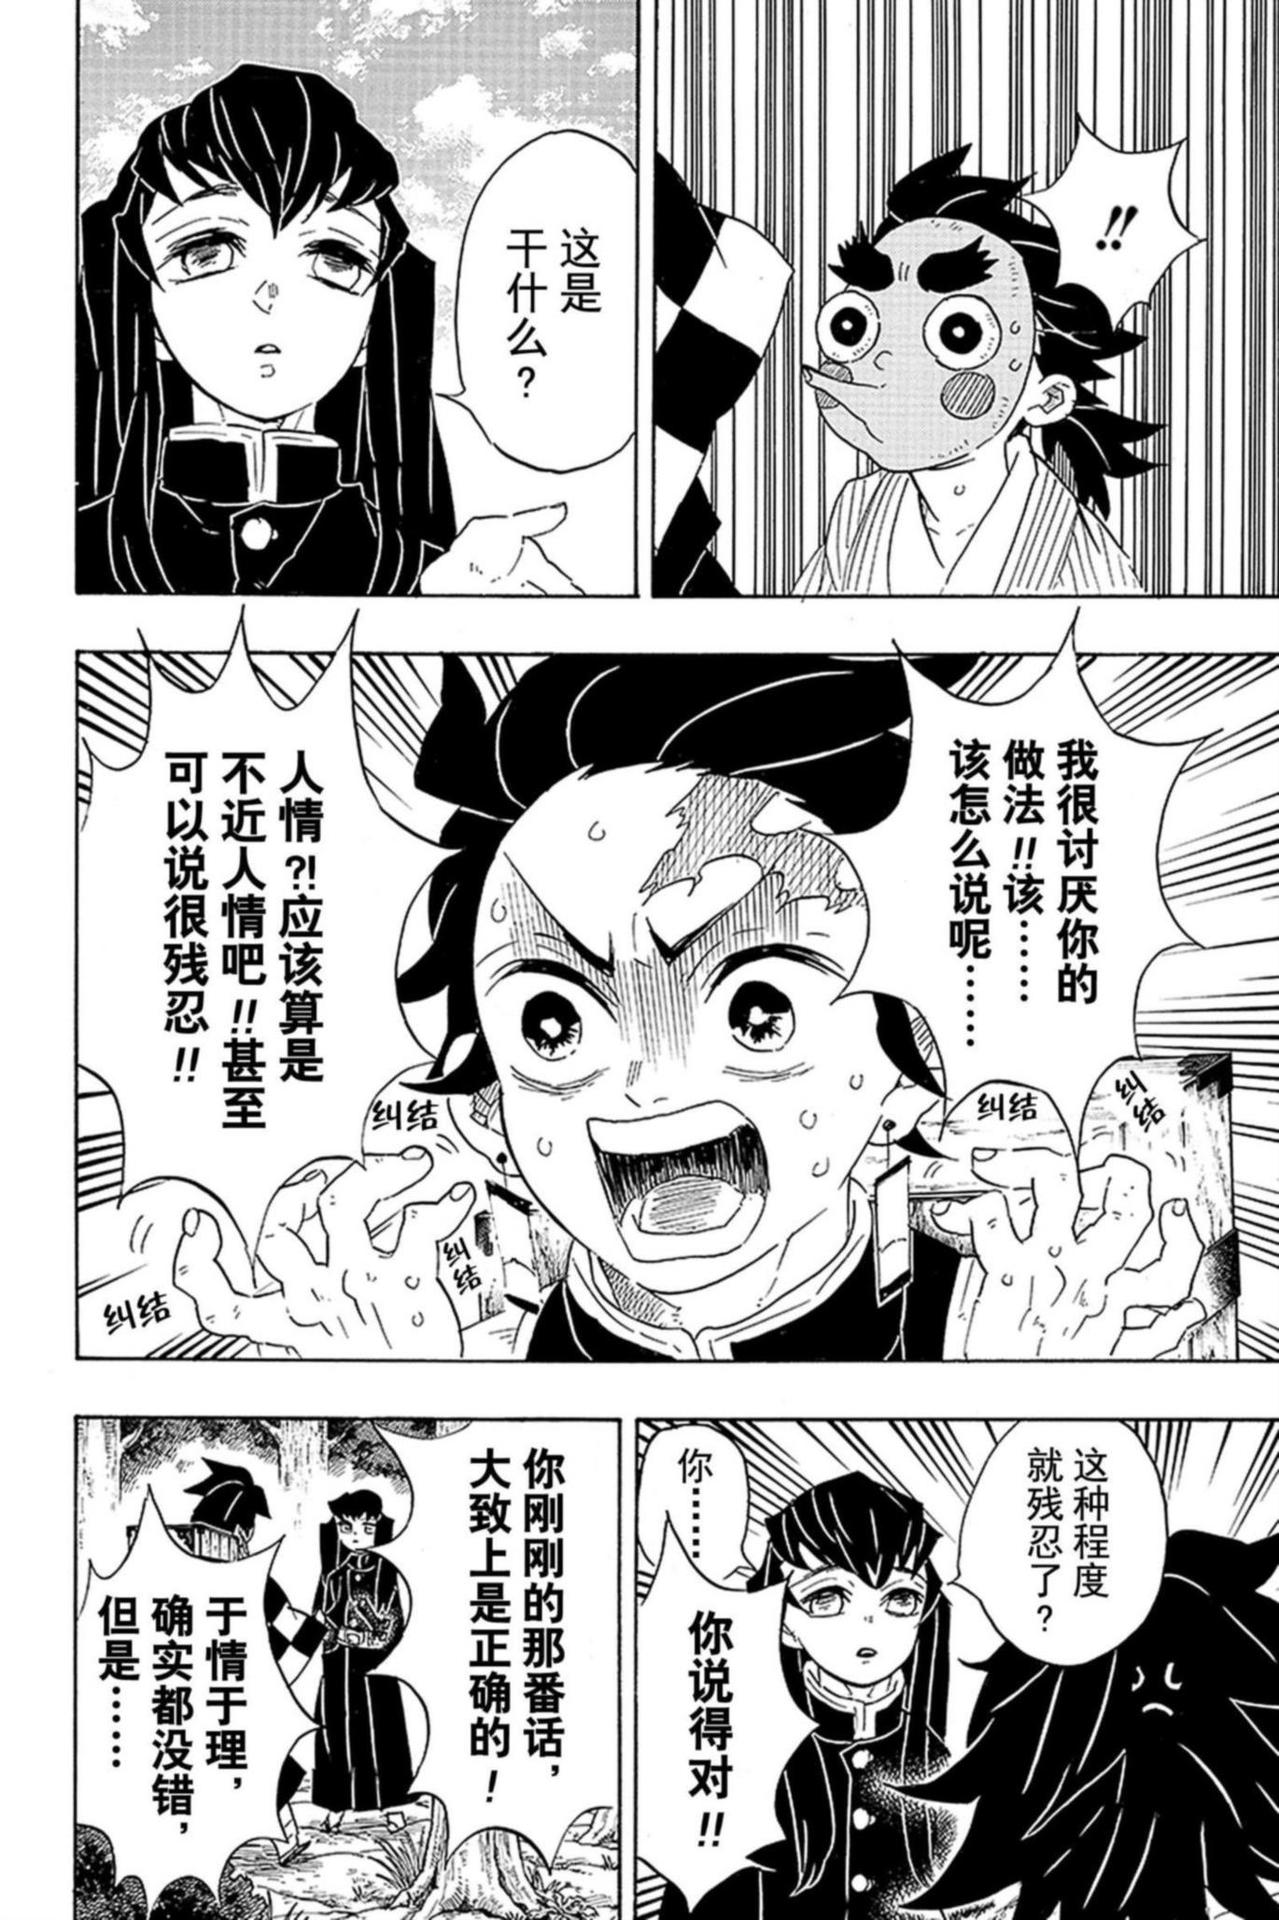 !!
这是
干什么?
我很讨厌你的
做法!!该……
该怎么说呢……
人情?!应该算是
不近人情吧!!甚至
可以说很残忍!!
纠结
纠结
纠结
纠结
纠结
这种程度
就残忍了?
你……
你说得对!!
你刚刚的那番话,
大致上是正确的!
于情于理,
确实都没错,
但是……